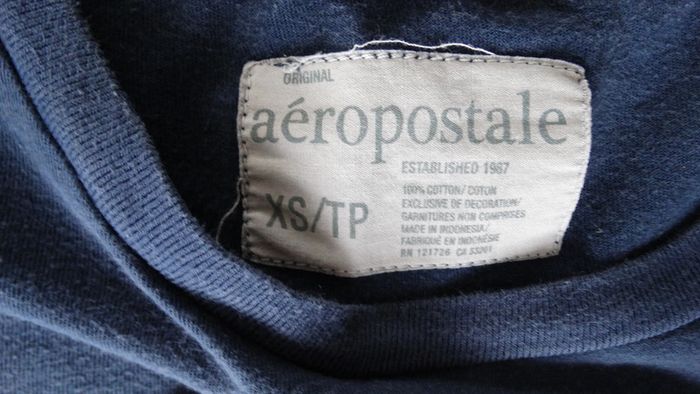 ORIGINAL
aéropostale
ESTABLISHED 1987
XS/TP
100% COTTON/COTON
EXCLUSIVE OF DECORATION/
GARNITURES NON COMPRISES
MADE IN INDONESIA/
FABRIQUÉ EN INDONÉSIE
RN 121726 CA 53201